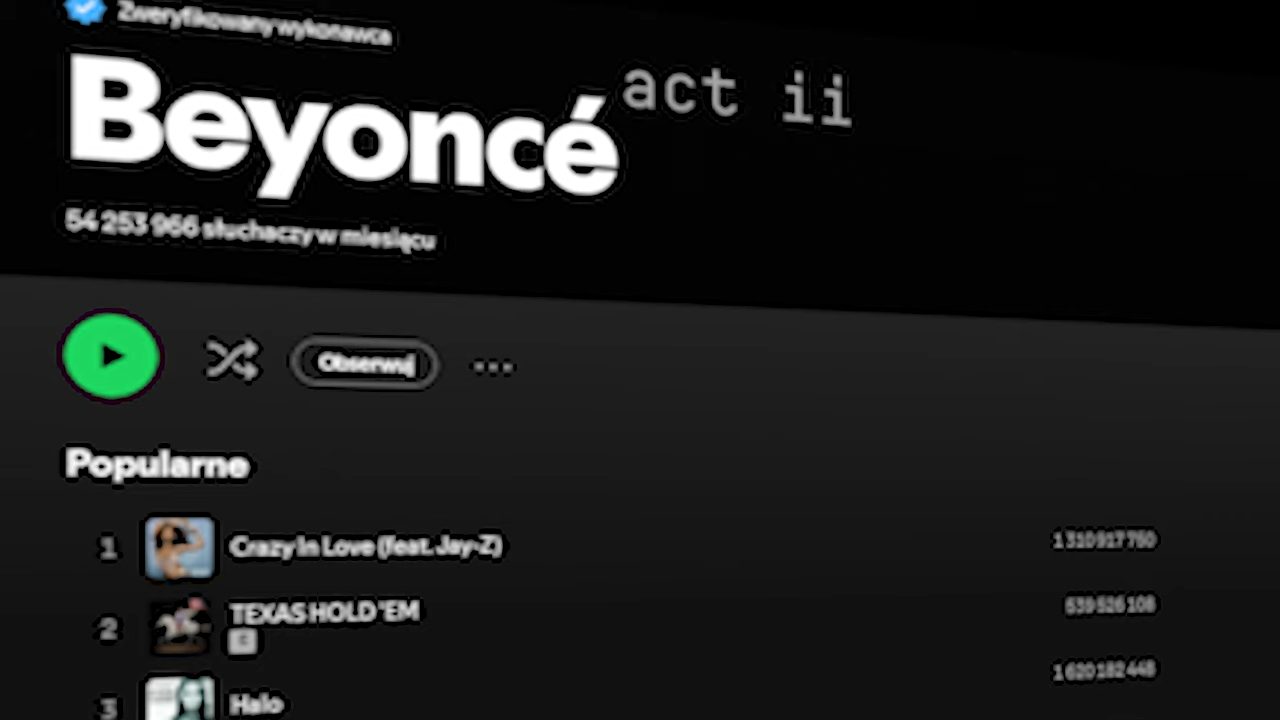 Zweryfikowany wykonawca
Beyoncé act ii
54 253 966 słuchaczy w miesiącu
Obserwuj
Popularne
1 Crazy In Love (feat. Jay-Z) 1 310 917 750
2 TEXAS HOLD 'EM 539 526 108
E
3 Halo 1 620 182 448